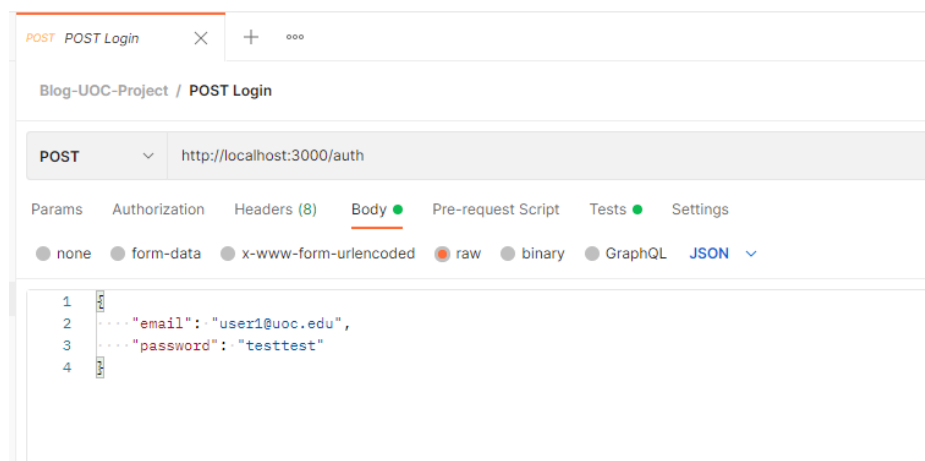 POST POST Login
Blog-UOC-Project / POST Login
POST http://localhost:3000/auth
Params Authorization Headers (8) Body Pre-request Script Tests Settings
none form-data x-www-form-urlencoded raw binary GraphQL JSON
1 {
2 "email": "user1@uoc.edu",
3 "password": "testtest"
4 }